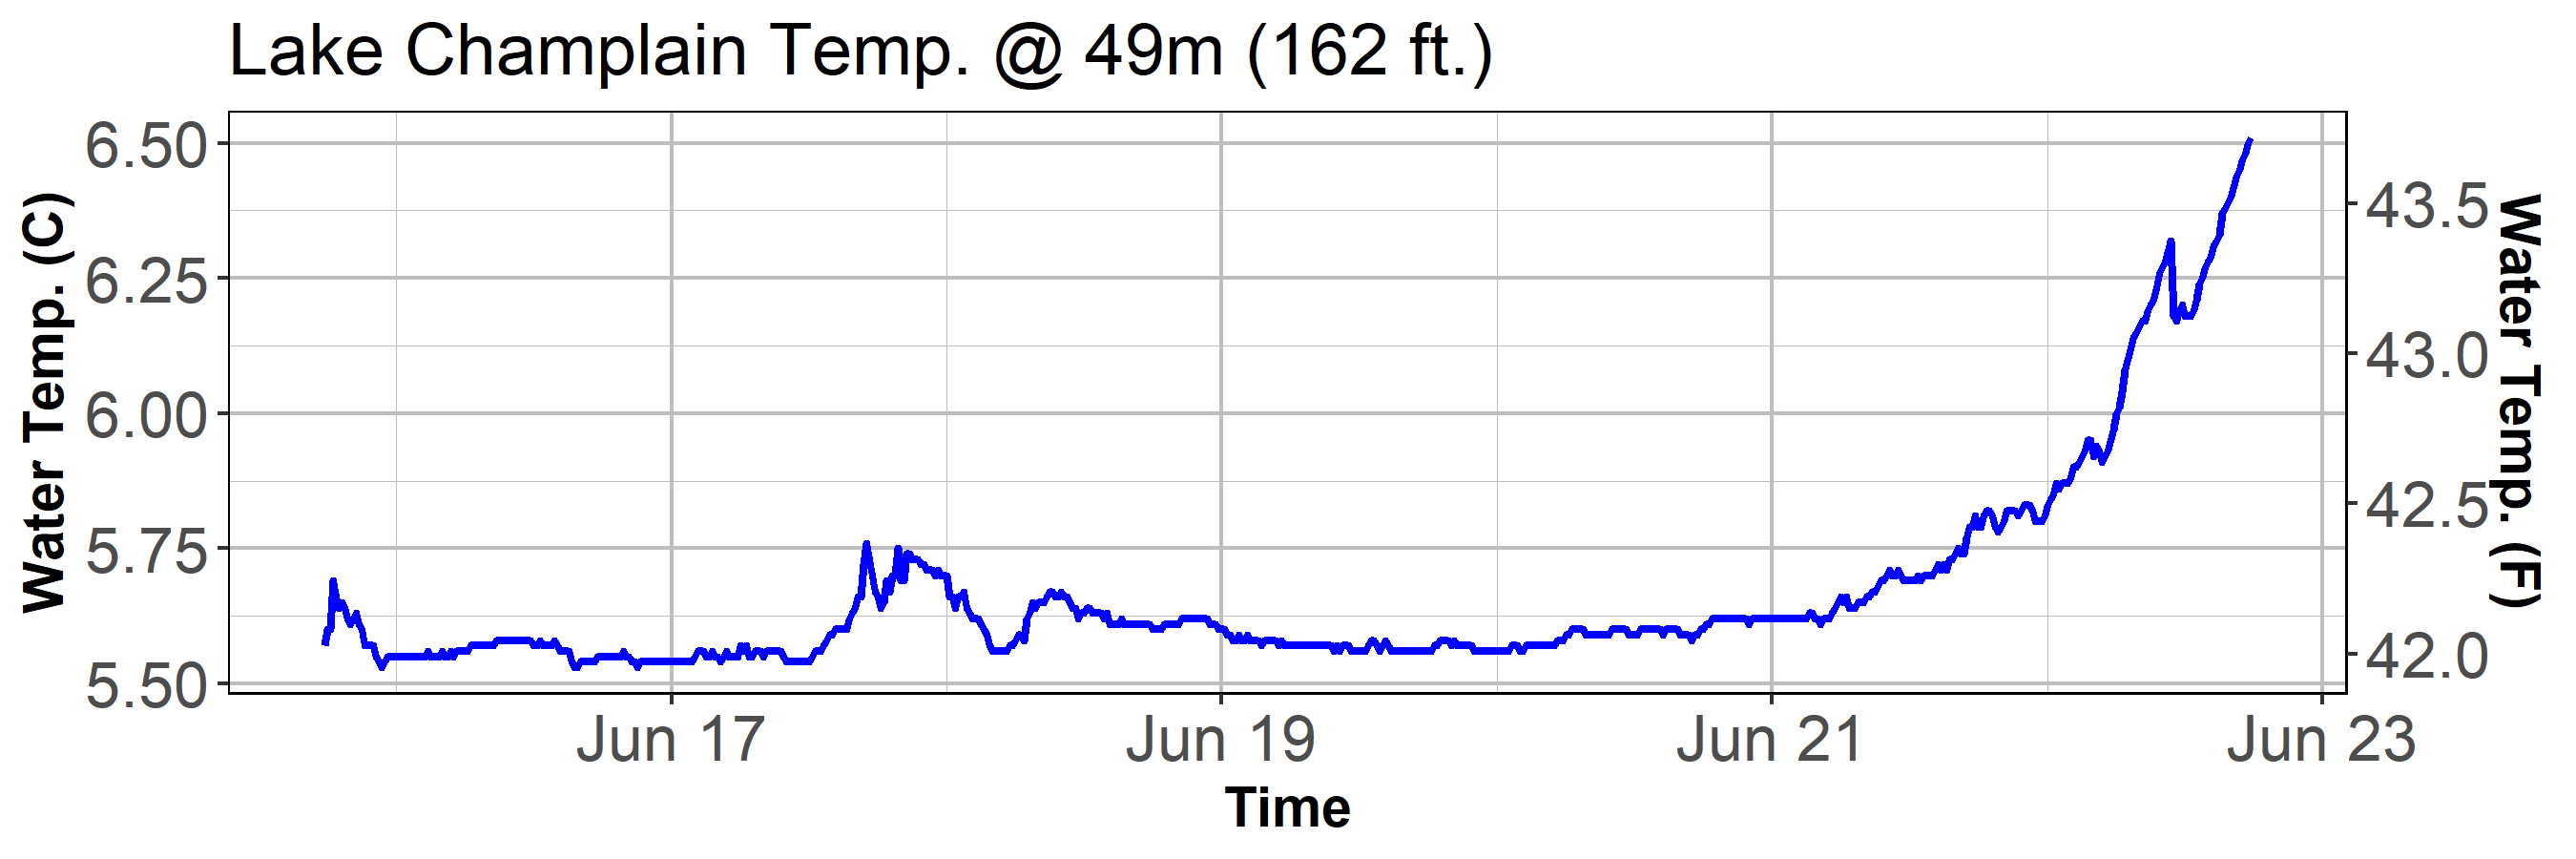 Lake Champlain Temp. @ 49m (162 ft.)
Water Temp. (C)
6.50
6.25
6.00
5.75
5.50
43.5
43.0
42.5
42.0
Water Temp. (F)
Jun 17
Jun 19
Jun 21
Jun 23
Time